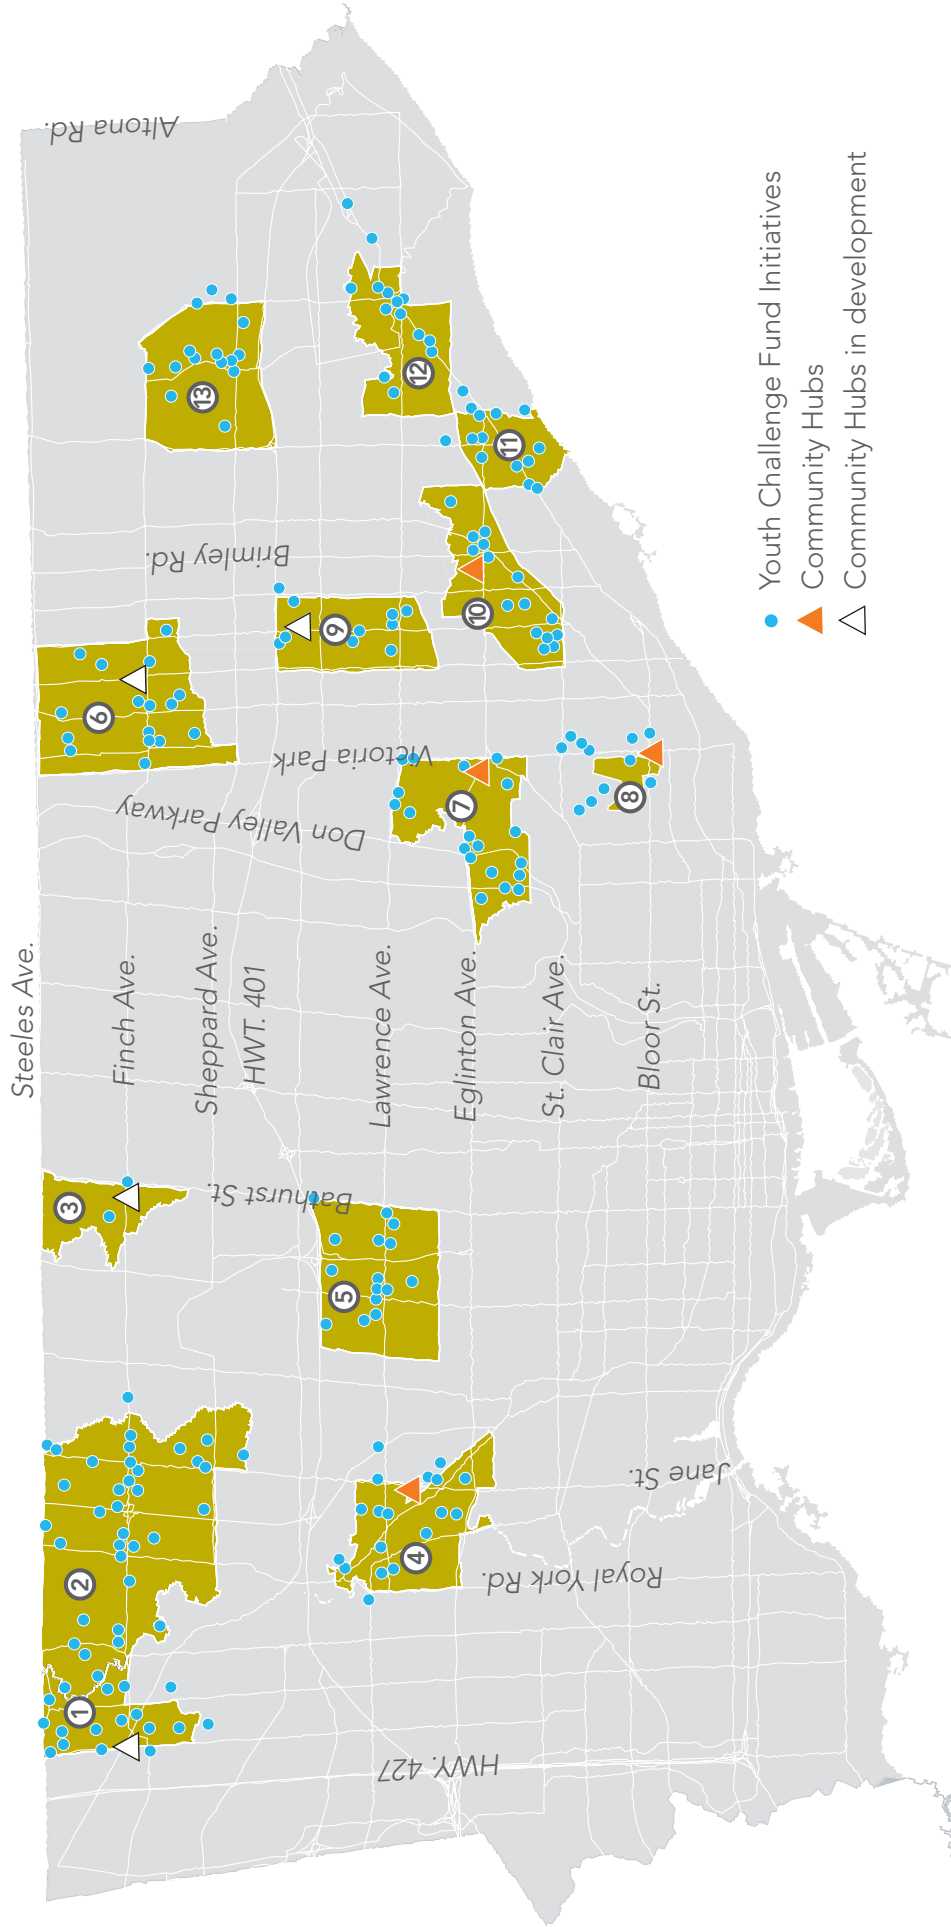 Steeles Ave.
Finch Ave.
Sheppard Ave.
HWT. 401
Lawrence Ave.
Eglinton Ave.
St. Clair Ave.
Bloor St.
HWY. 427
Royal York Rd.
Jane St.
Bathurst St.
Don Valley Parkway
Victoria Park
Brimley Rd.
Altona Rd.
1
2
3
4
5
6
7
8
9
10
11
12
13
Youth Challenge Fund Initiatives
Community Hubs
Community Hubs in development